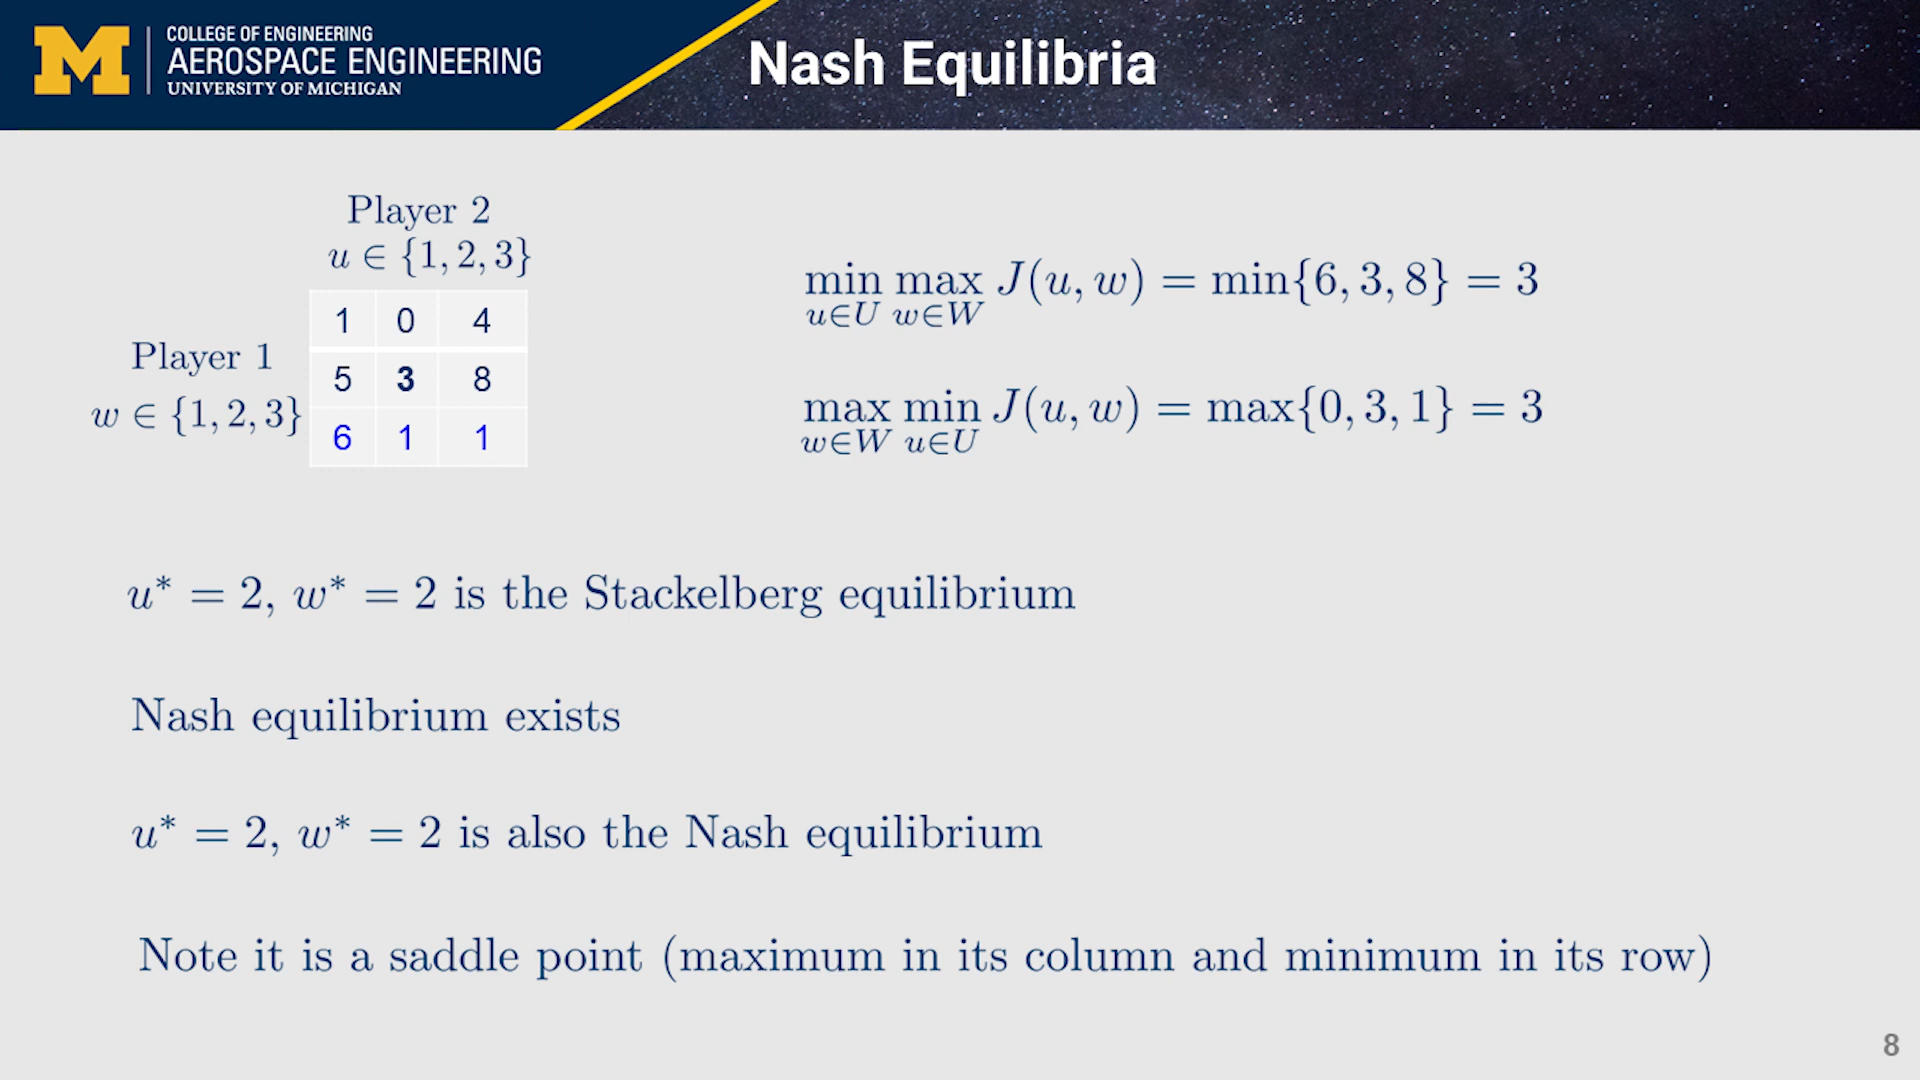 M
COLLEGE OF ENGINEERING
AEROSPACE ENGINEERING
UNIVERSITY OF MICHIGAN
Nash Equilibria
Player 2
u ∈ {1, 2, 3}
Player 1
w ∈ {1, 2, 3}
1 0 4
5 3 8
6 1 1
min max J(u, w) = min{6, 3, 8} = 3
u∈U w∈W
max min J(u, w) = max{0, 3, 1} = 3
w∈W u∈U
u* = 2, w* = 2 is the Stackelberg equilibrium
Nash equilibrium exists
u* = 2, w* = 2 is also the Nash equilibrium
Note it is a saddle point (maximum in its column and minimum in its row)
8